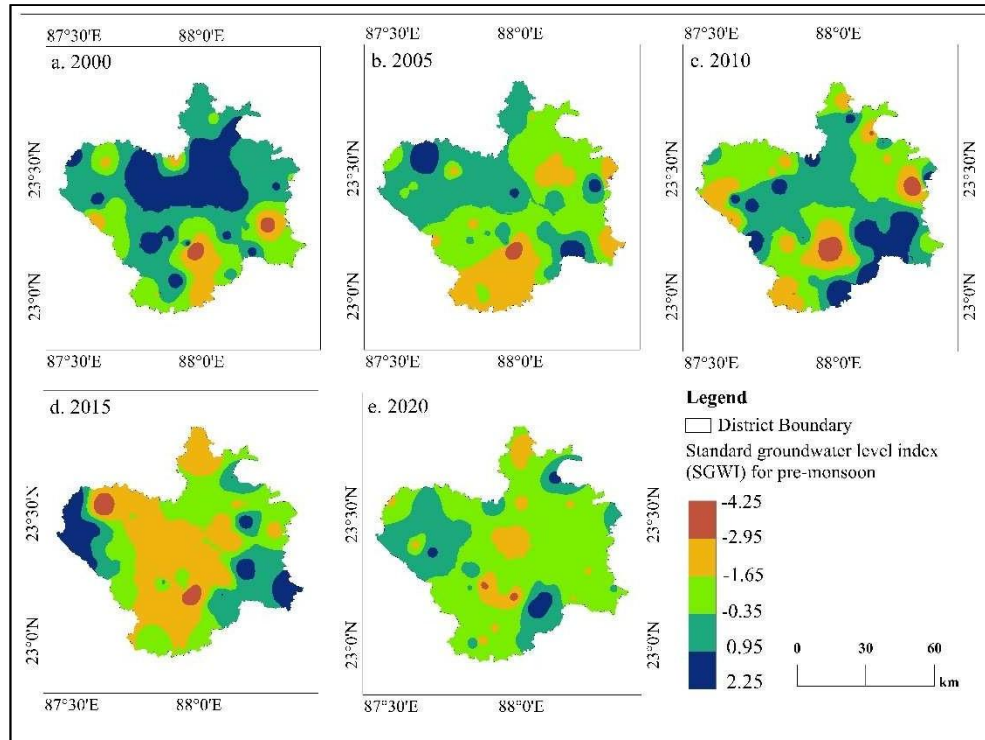 87°30'E 88°0'E
87°30'E 88°0'E
87°30'E 88°0'E
a. 2000
b. 2005
c. 2010
23°30'N
23°0'N
23°30'N
23°0'N
23°30'N
23°0'N
23°30'N
23°0'N
87°30'E 88°0'E
87°30'E 88°0'E
87°30'E 88°0'E
d. 2015
e. 2020
23°30'N
23°0'N
23°30'N
23°0'N
23°30'N
23°0'N
87°30'E 88°0'E
87°30'E 88°0'E
Legend
District Boundary
Standard groundwater level index
(SGWI) for pre-monsoon
-4.25
-2.95
-1.65
-0.35
0.95
2.25
0 30 60
km